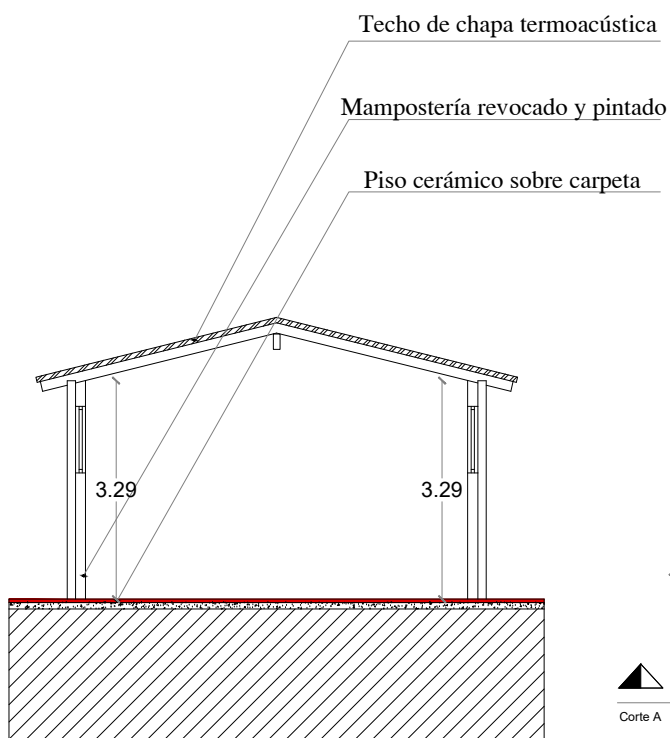 Techo de chapa termoacústica
Mampostería revocado y pintado
Piso cerámico sobre carpeta
3.29
3.29
Corte A